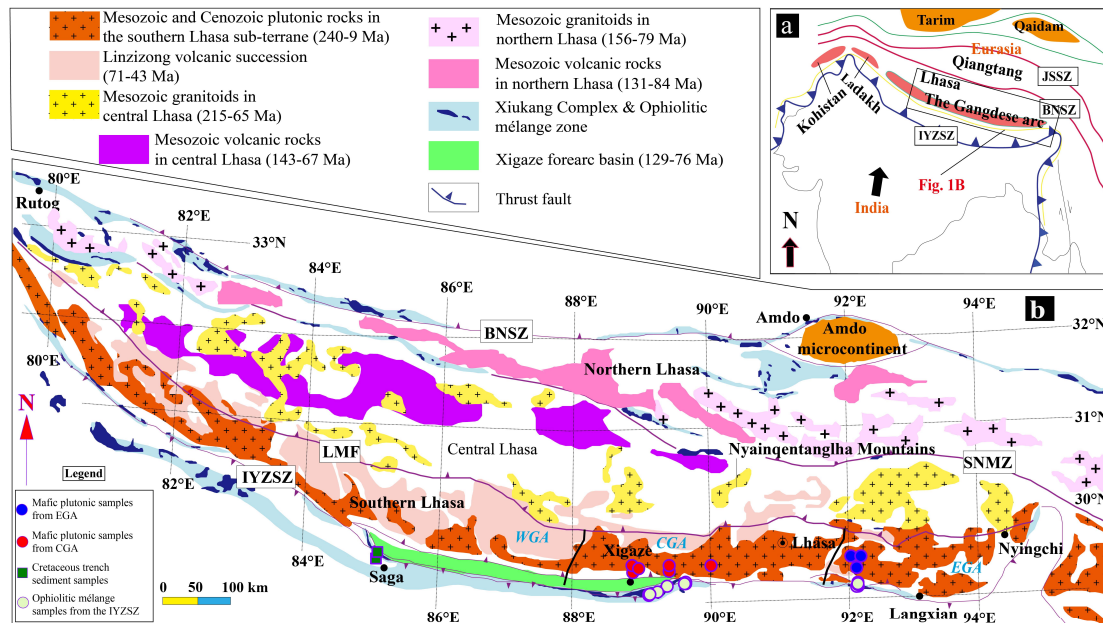 Mesozoic and Cenozoic plutonic rocks in
the southern Lhasa sub-terrane (240-9 Ma)
Linzizong volcanic succession
(71-43 Ma)
Mesozoic granitoids in
central Lhasa (215-65 Ma)
Mesozoic volcanic rocks
in central Lhasa (143-67 Ma)
Mesozoic granitoids in
northern Lhasa (156-79 Ma)
Mesozoic volcanic rocks
in northern Lhasa (131-84 Ma)
Xiukang Complex & Ophiolitic
mélange zone
Xigaze forearc basin (129-76 Ma)
Thrust fault
a
Tarim
Qaidam
Eurasia
Qiangtang
JSSZ
Lhasa
BNSZ
The Gangdese arc
Ladakh
Kohistan
IYZSZ
Fig. 1B
India
N
b
80°E
Rutog
82°E
33°N
84°E
86°E
88°E
90°E
92°E
94°E
32°N
Amdo
Amdo
microcontinent
BNSZ
Northern Lhasa
80°E
31°N
N
Central Lhasa
Nyainqentanglha Mountains
LMF
SNMZ
IYZSZ
82°E
30°N
Southern Lhasa
WGA
CGA
EGA
Xigaze
Lhasa
Nyingchi
84°E
Saga
Langxian
86°E
88°E
90°E
92°E
94°E
Legend
Mafic plutonic samples
from EGA
Mafic plutonic samples
from CGA
Cretaceous trench
sediment samples
Ophiolitic mélange
samples from the IYZSZ
0 50 100 km